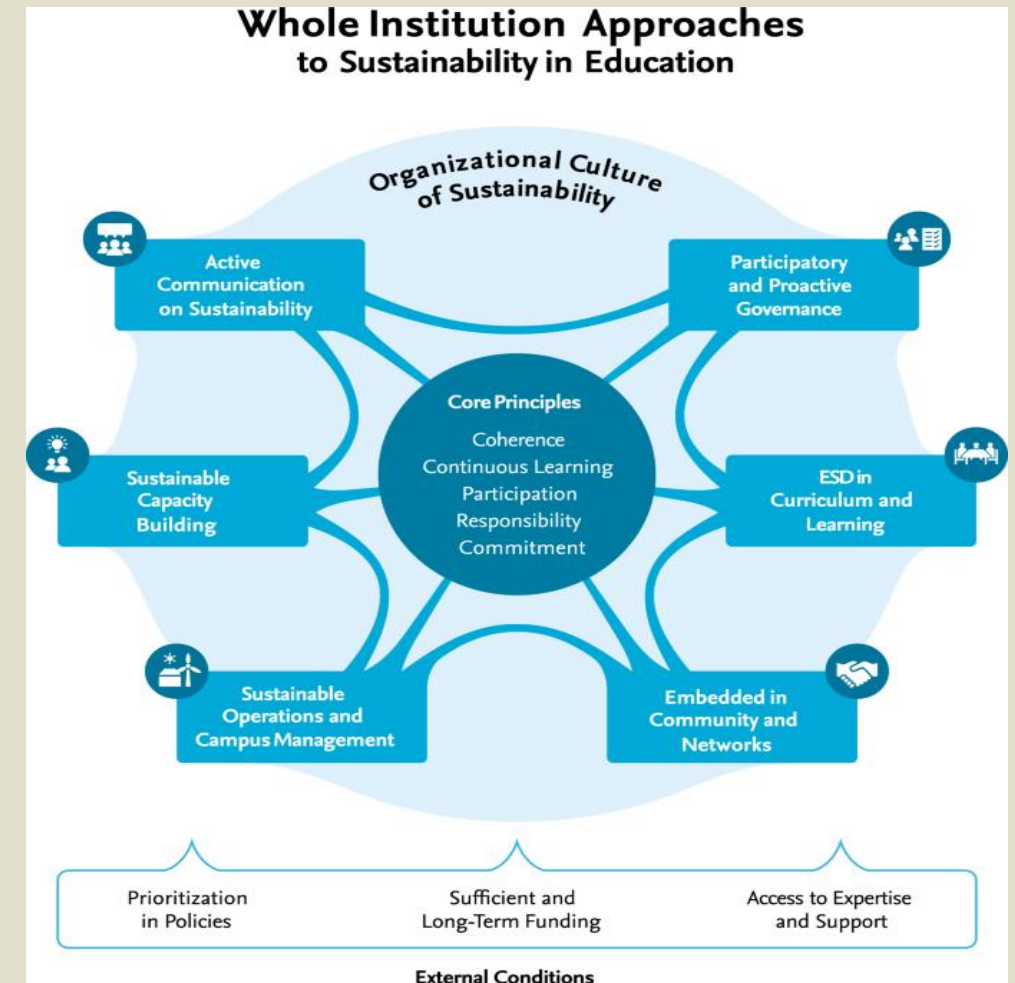 Whole Institution Approaches
to Sustainability in Education
Organizational Culture
of Sustainability
Active
Communication
on Sustainability
Participatory
and Proactive
Governance
Core Principles
Coherence
Continuous Learning
Participation
Responsibility
Commitment
Sustainable
Capacity
Building
ESD in
Curriculum and
Learning
Sustainable
Operations and
Campus Management
Embedded in
Community and
Networks
Prioritization
in Policies
Sufficient and
Long-Term Funding
Access to Expertise
and Support
External Conditions